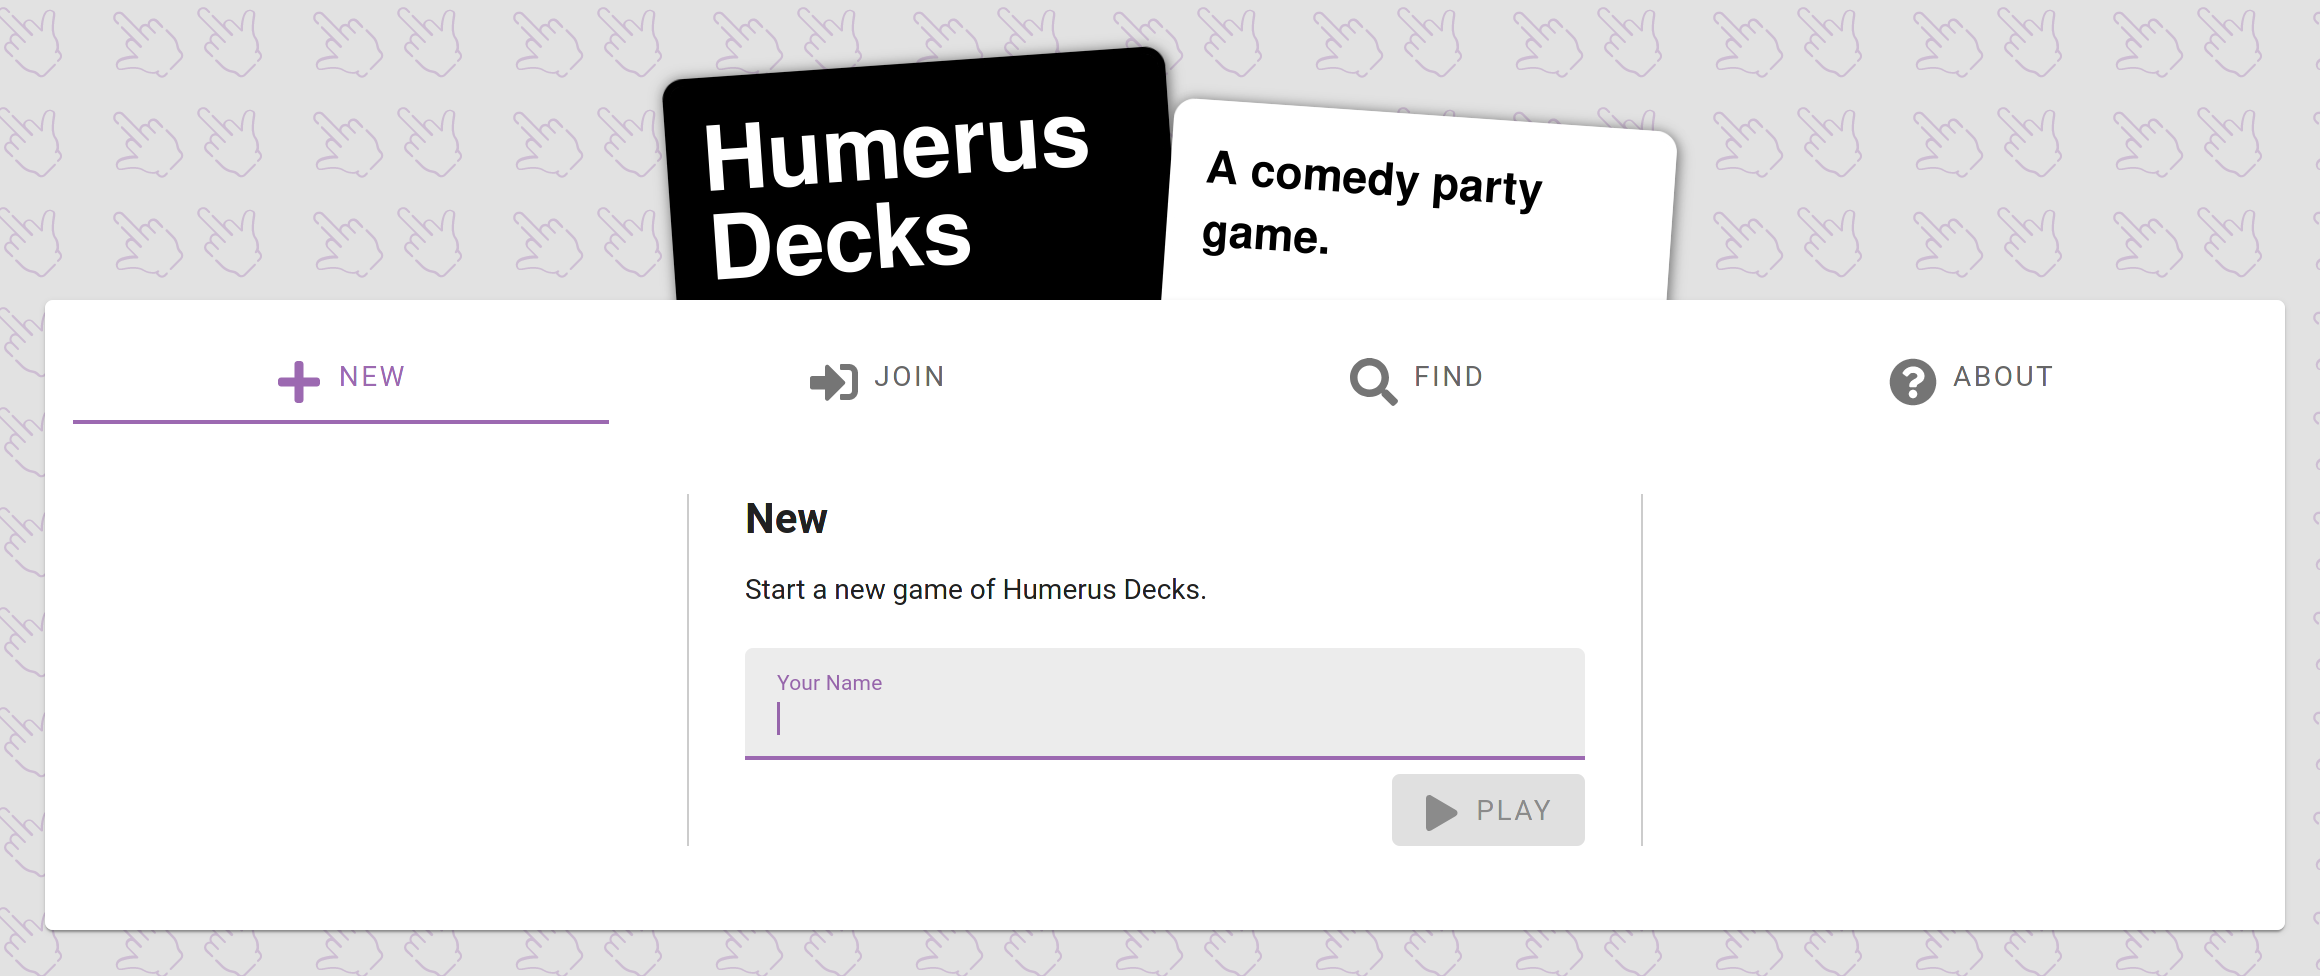 Humerus
Decks
A comedy party
game.
NEW
JOIN
FIND
ABOUT
New
Start a new game of Humerus Decks.
Your Name
PLAY